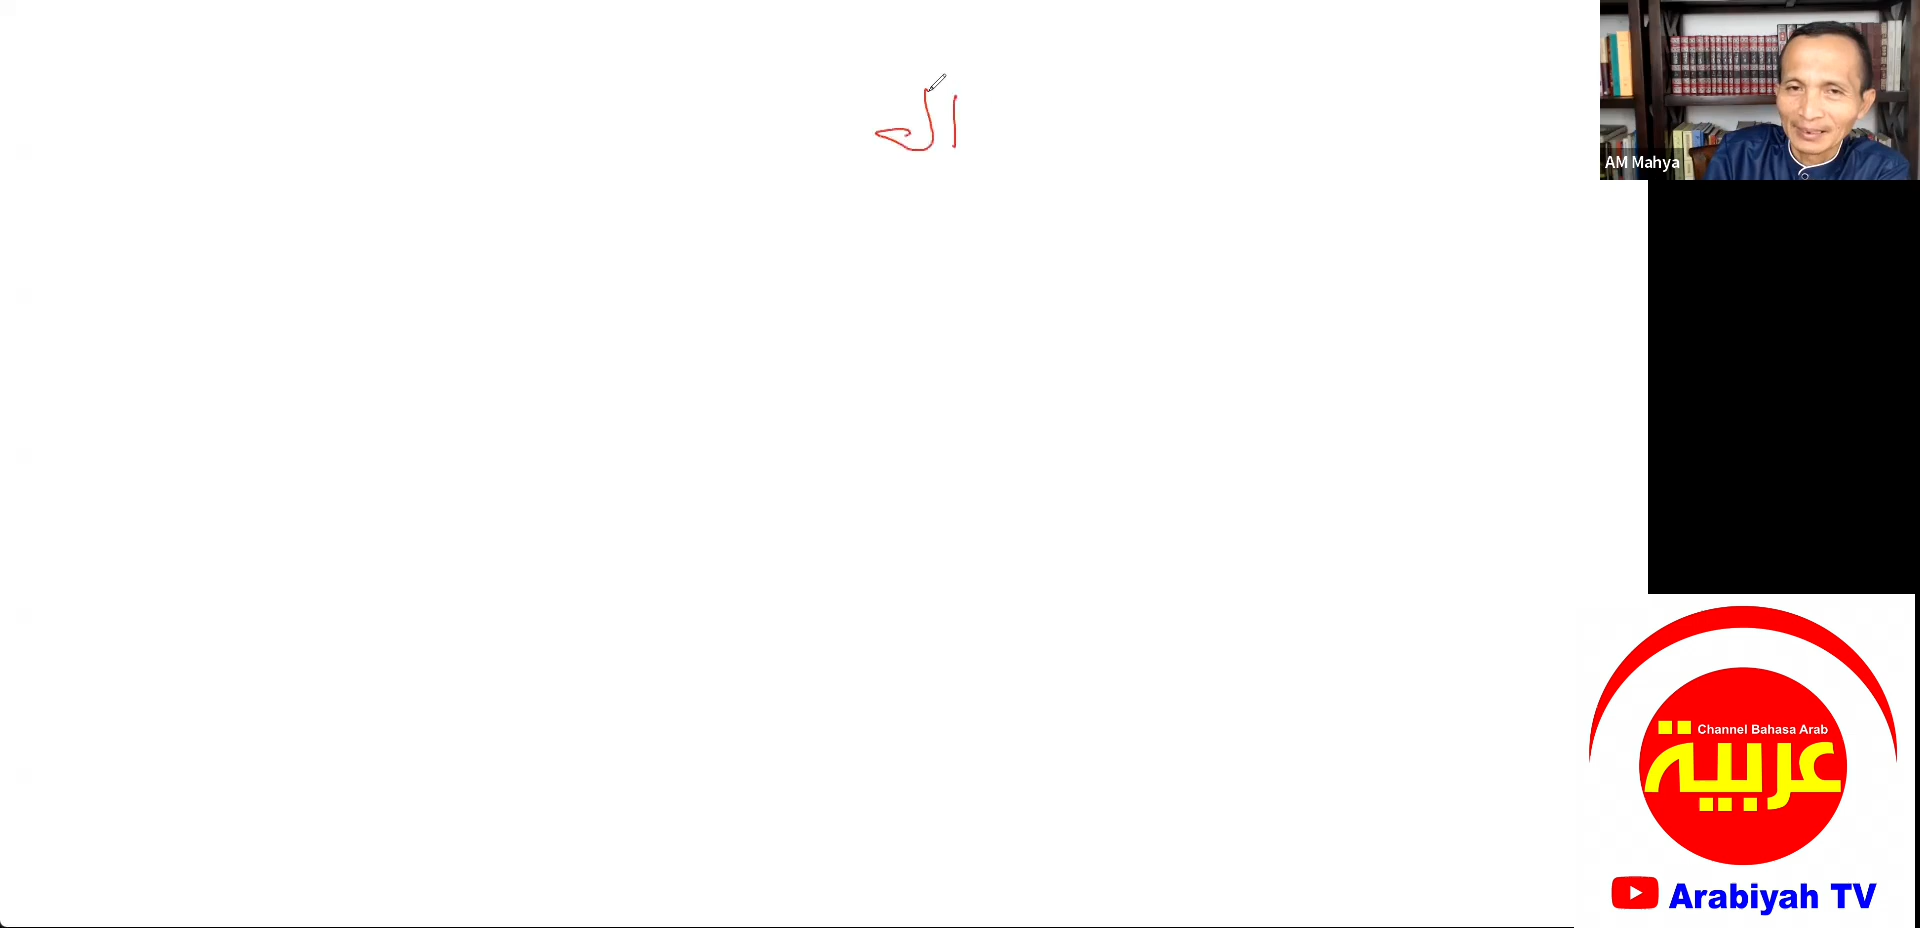 ال
AM Mahya
Channel Bahasa Arab
عربية
Arabiyah TV